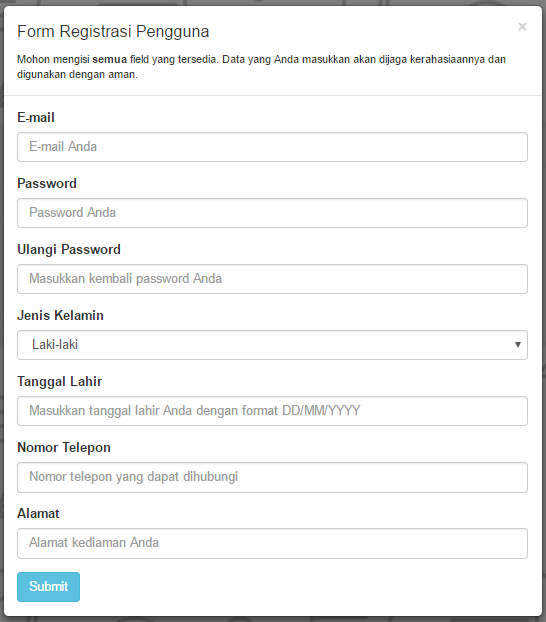 Form Registrasi Pengguna
×
Mohon mengisi semua field yang tersedia. Data yang Anda masukkan akan dijaga kerahasiaannya dan
digunakan dengan aman.
E-mail
E-mail Anda
Password
Password Anda
Ulangi Password
Masukkan kembali password Anda
Jenis Kelamin
Laki-laki
Tanggal Lahir
Masukkan tanggal lahir Anda dengan format DD/MM/YYYY
Nomor Telepon
Nomor telepon yang dapat dihubungi
Alamat
Alamat kediaman Anda
Submit